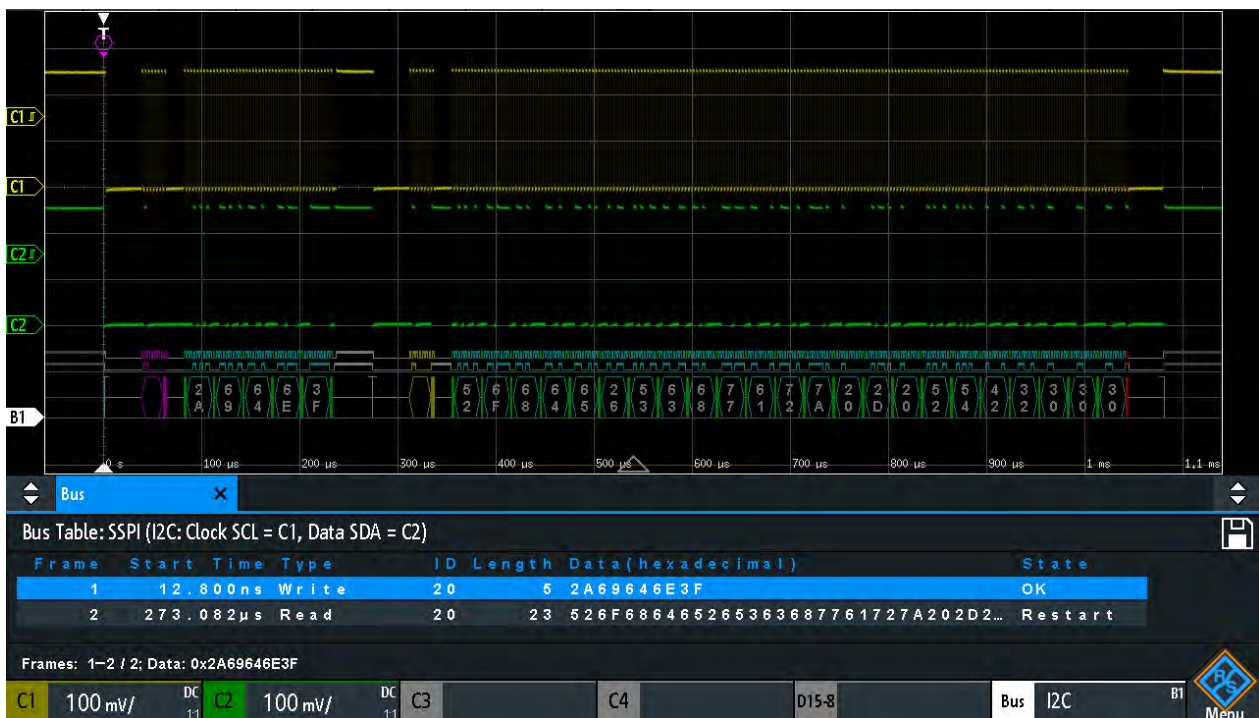 T
C1
C1
C2
C2
2 6 6 6 3 5 6 6 6 6 2 5 6 6 7 6 7 7 2 2 2 5 5 4 3 3 3 3
A 9 4 E F 2 F 8 4 5 6 3 3 8 7 1 2 A 0 D 0 2 4 2 2 0 0 0
B1
0 s 100 µs 200 µs 300 µs 400 µs 500 µs 600 µs 700 µs 800 µs 900 µs 1 ms 1,1 ms
Bus ×
Bus Table: SSPI (I2C: Clock SCL = C1, Data SDA = C2)
Frame Start Time Type ID Length Data(hexadecimal) State
1 12.800ns Write 20 5 2A69646E3F OK
2 273.082µs Read 20 23 526F686465265363687761727A202D2… Restart
Frames: 1–2 / 2; Data: 0x2A69646E3F
C1 100 mV/ DC 1:1 C2 100 mV/ DC 1:1 C3 C4 D15-8 Bus I2C B1 R&S Menu